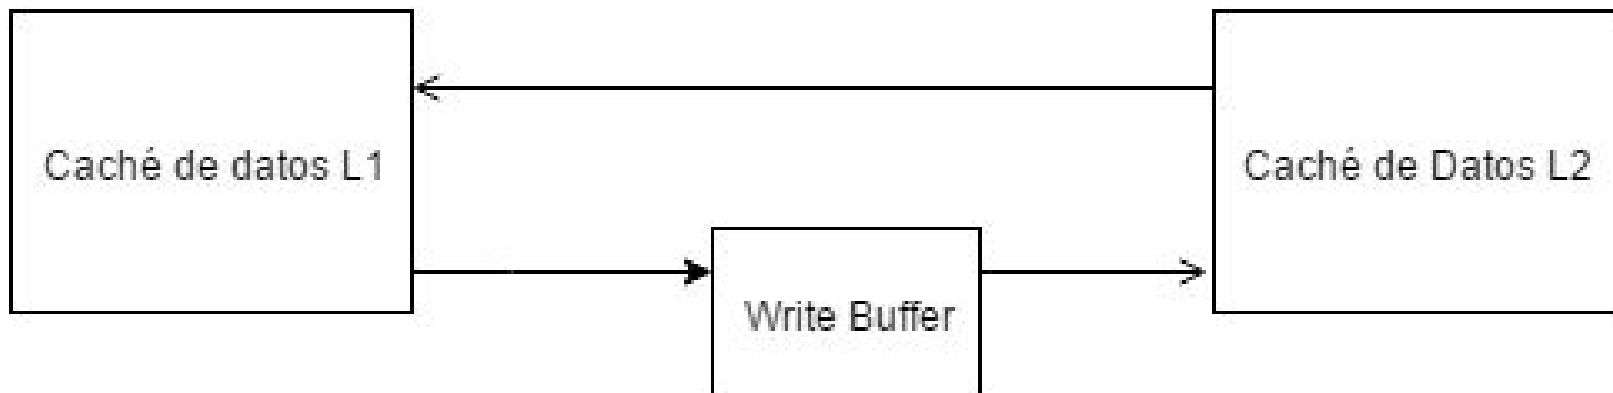 Caché de datos L1
Caché de Datos L2
Write Buffer